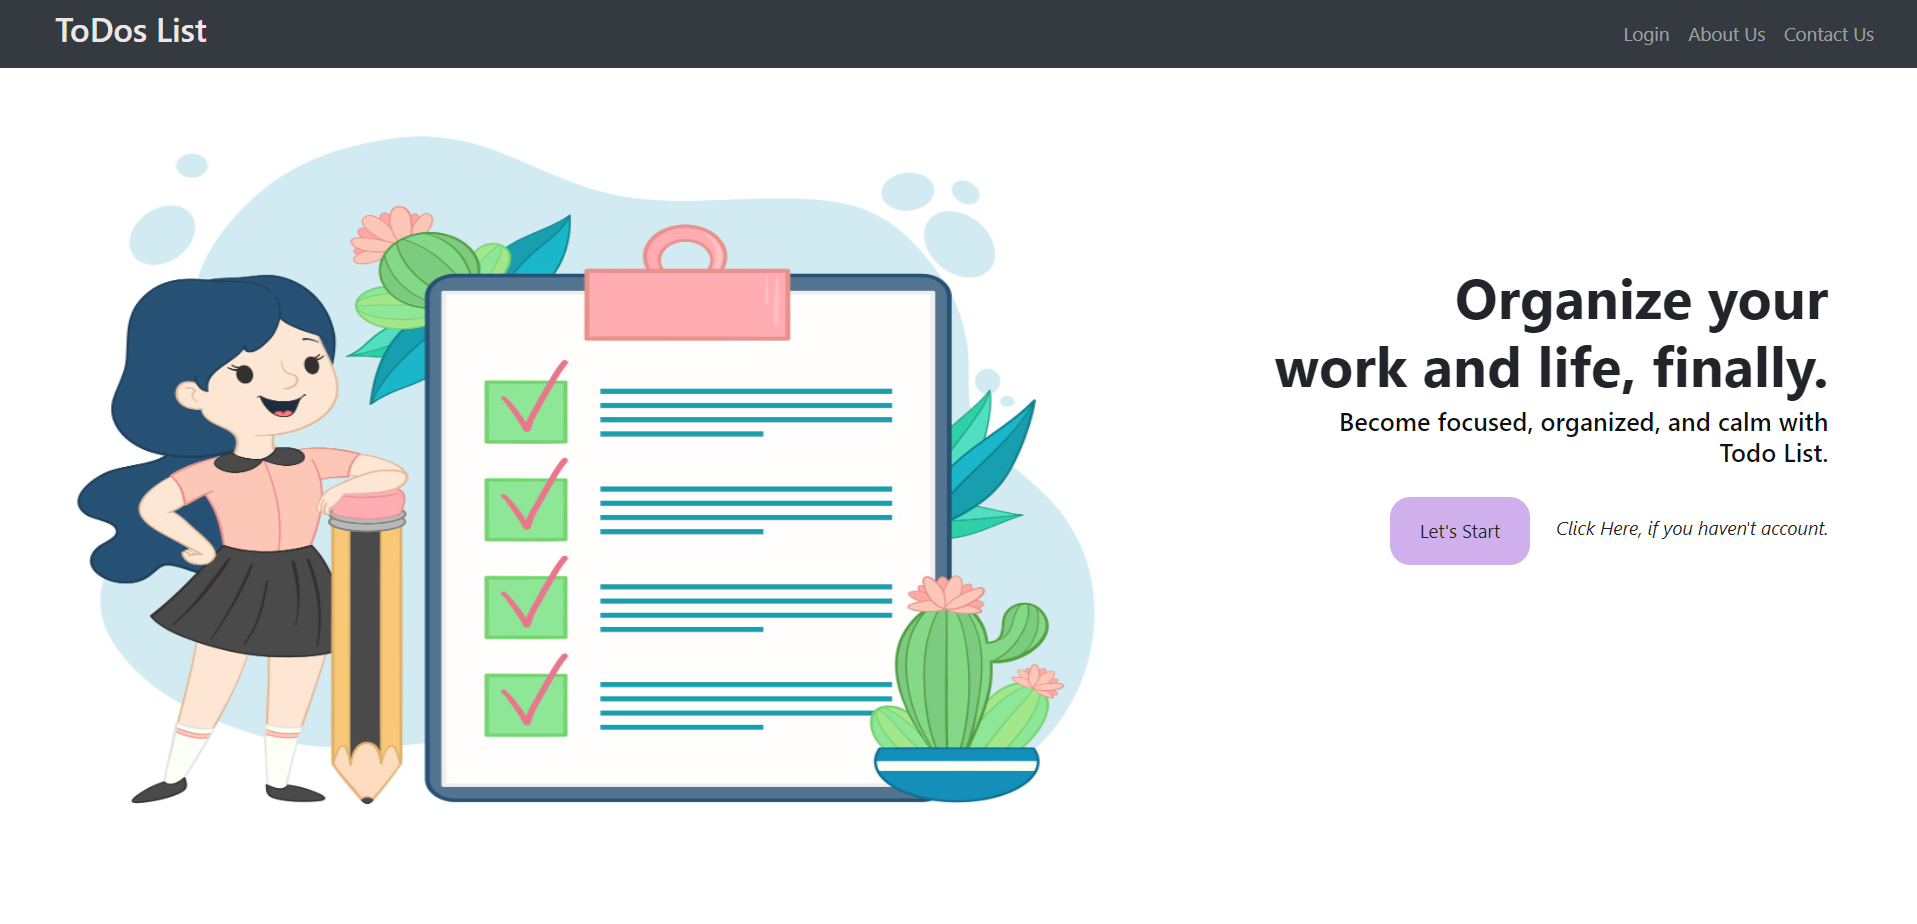 ToDos List
Login About Us Contact Us
Organize your
work and life, finally.
Become focused, organized, and calm with
Todo List.
Let's Start
Click Here, if you haven't account.